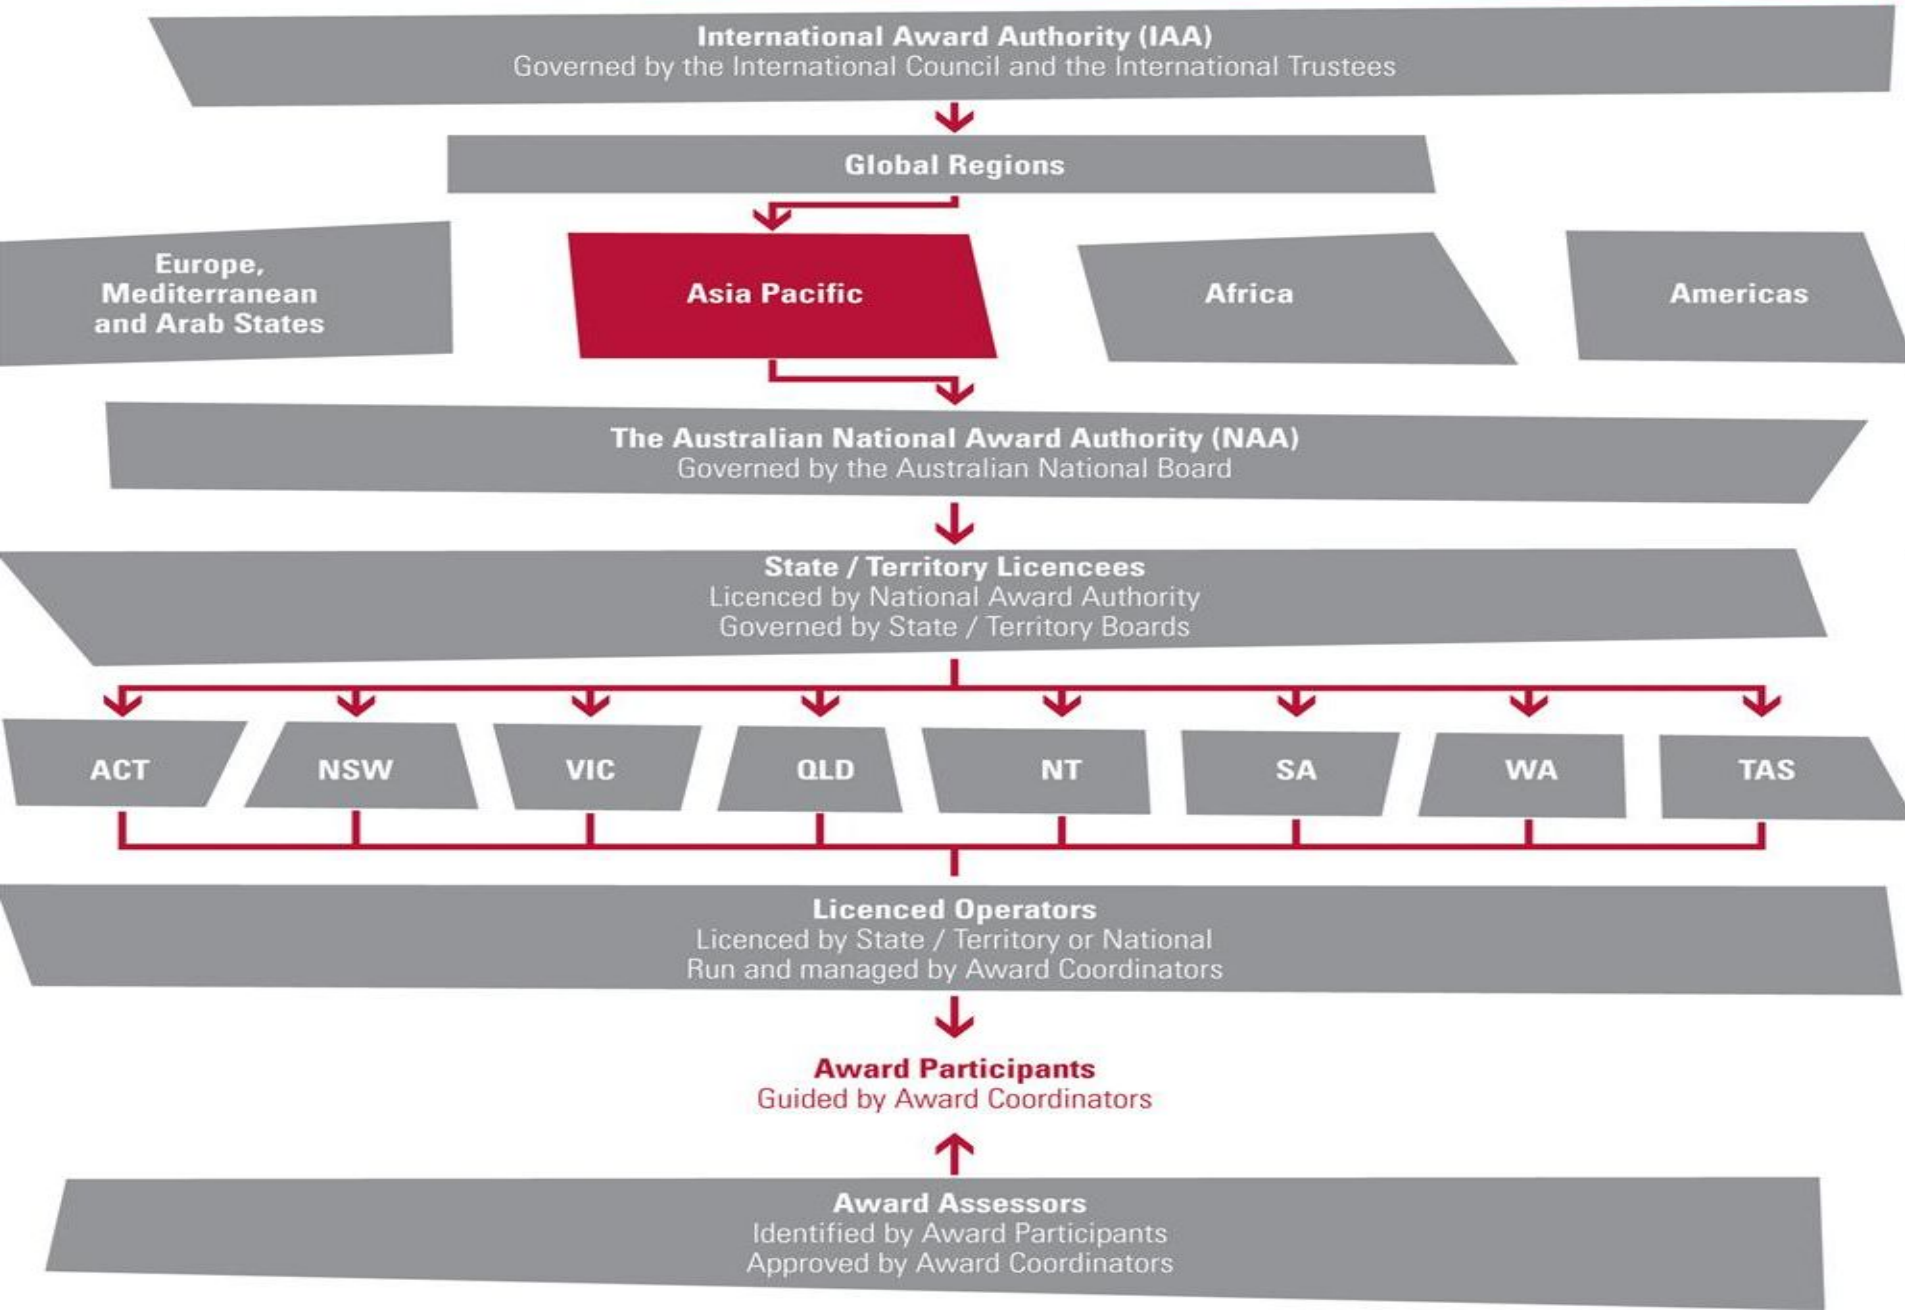 International Award Authority (IAA)
Governed by the International Council and the International Trustees
Global Regions
Europe,
Mediterranean
and Arab States
Asia Pacific
Africa
Americas
The Australian National Award Authority (NAA)
Governed by the Australian National Board
State / Territory Licencees
Licenced by National Award Authority
Governed by State / Territory Boards
ACT
NSW
VIC
QLD
NT
SA
WA
TAS
Licenced Operators
Licenced by State / Territory or National
Run and managed by Award Coordinators
Award Participants
Guided by Award Coordinators
Award Assessors
Identified by Award Participants
Approved by Award Coordinators